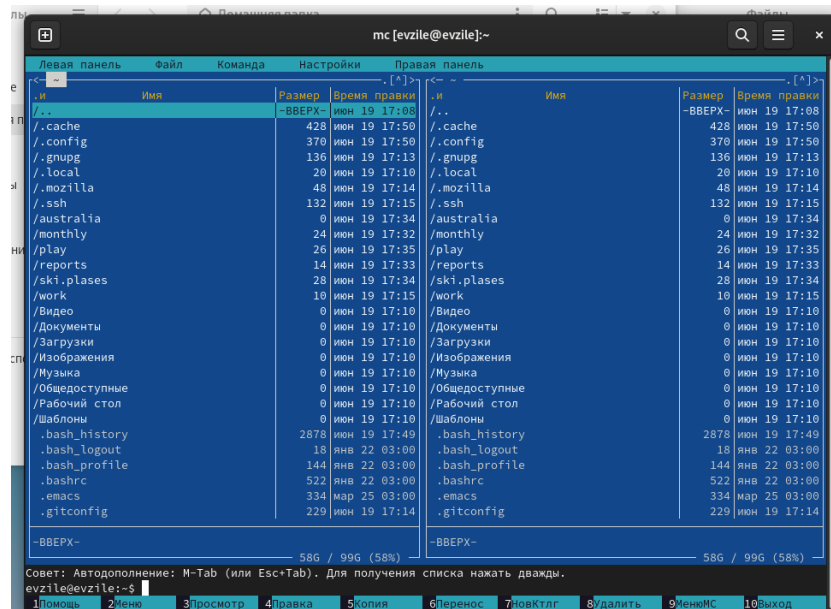 Домашняя папка Файлы
mc [evzile@evzile]:~
Левая панель Файл Команда Настройки Правая панель
<─ ~ .[^]> <─ ~ .[^]>
.и Имя Размер Время правки .и Имя Размер Время правки
/.. -ВВЕРХ- июн 19 17:08 /.. -ВВЕРХ- июн 19 17:08
/.cache 428 июн 19 17:50 /.cache 428 июн 19 17:50
/.config 370 июн 19 17:50 /.config 370 июн 19 17:50
/.gnupg 136 июн 19 17:13 /.gnupg 136 июн 19 17:13
/.local 20 июн 19 17:10 /.local 20 июн 19 17:10
/.mozilla 48 июн 19 17:14 /.mozilla 48 июн 19 17:14
/.ssh 132 июн 19 17:15 /.ssh 132 июн 19 17:15
/australia 0 июн 19 17:34 /australia 0 июн 19 17:34
/monthly 24 июн 19 17:32 /monthly 24 июн 19 17:32
/play 26 июн 19 17:35 /play 26 июн 19 17:35
/reports 14 июн 19 17:33 /reports 14 июн 19 17:33
/ski.plases 28 июн 19 17:34 /ski.plases 28 июн 19 17:34
/work 10 июн 19 17:15 /work 10 июн 19 17:15
/Видео 0 июн 19 17:10 /Видео 0 июн 19 17:10
/Документы 0 июн 19 17:10 /Документы 0 июн 19 17:10
/Загрузки 0 июн 19 17:10 /Загрузки 0 июн 19 17:10
/Изображения 0 июн 19 17:10 /Изображения 0 июн 19 17:10
/Музыка 0 июн 19 17:10 /Музыка 0 июн 19 17:10
/Общедоступные 0 июн 19 17:10 /Общедоступные 0 июн 19 17:10
/Рабочий стол 0 июн 19 17:10 /Рабочий стол 0 июн 19 17:10
/Шаблоны 0 июн 19 17:10 /Шаблоны 0 июн 19 17:10
.bash_history 2878 июн 19 17:49 .bash_history 2878 июн 19 17:49
.bash_logout 18 янв 22 03:00 .bash_logout 18 янв 22 03:00
.bash_profile 144 янв 22 03:00 .bash_profile 144 янв 22 03:00
.bashrc 522 янв 22 03:00 .bashrc 522 янв 22 03:00
.emacs 334 мар 25 03:00 .emacs 334 мар 25 03:00
.gitconfig 229 июн 19 17:14 .gitconfig 229 июн 19 17:14
-ВВЕРХ- -ВВЕРХ-
58G / 99G (58%) 58G / 99G (58%)
Совет: Автодополнение: M-Tab (или Esc+Tab). Для получения списка нажать дважды.
evzile@evzile:~$
1Помощь 2Меню 3Просмотр 4Правка 5Копия 6Перенос 7НовКтлг 8Удалить 9МенюMC 10Выход